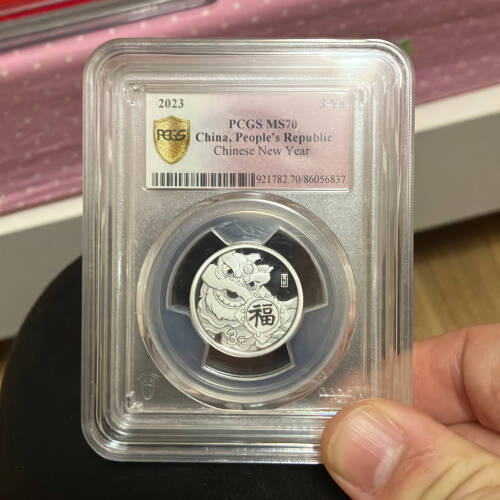 2023 3-Yn
PCGS MS70
PCGS
China, People's Republic
Chinese New Year
921782.70/86056837
福
3元